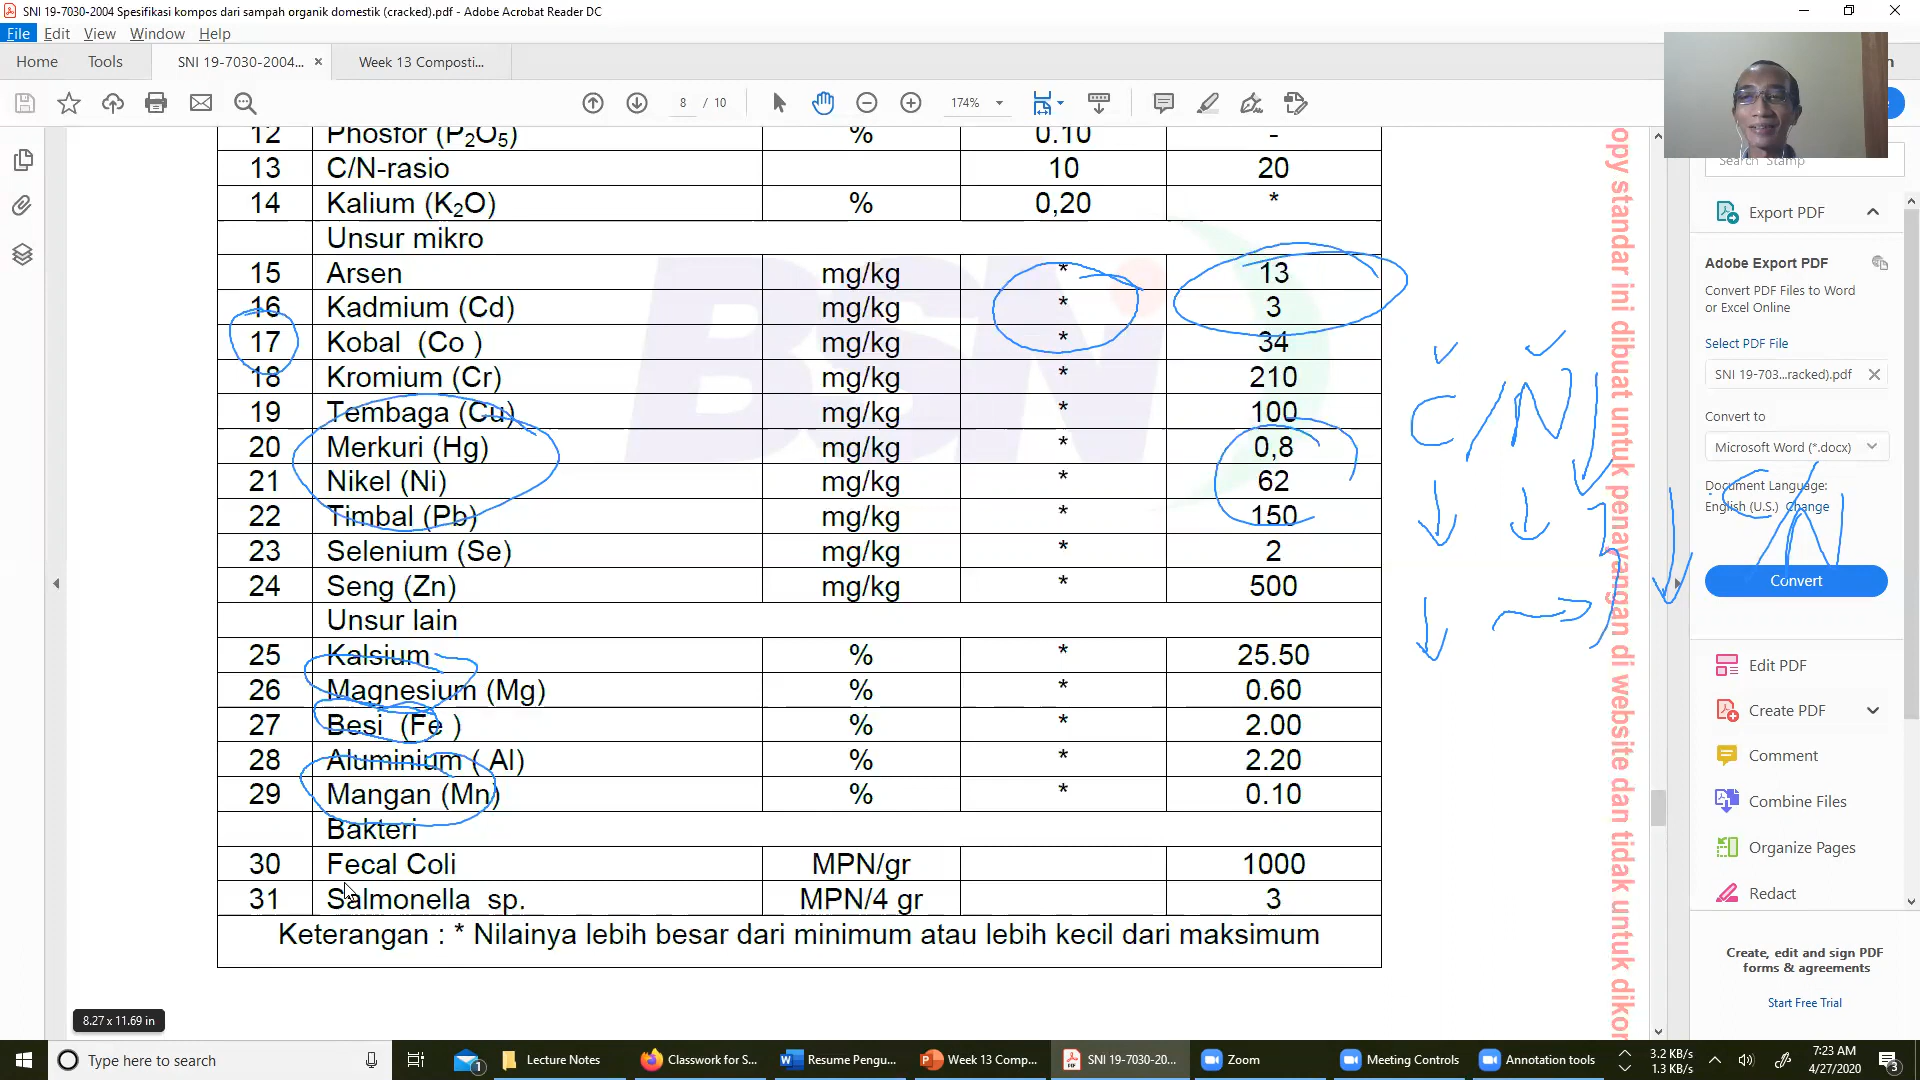 SNI 19-7030-2004 Spesifikasi kompos dari sampah organik domestik (cracked).pdf - Adobe Acrobat Reader DC
File Edit View Window Help
Home Tools SNI 19-7030-2004... × Week 13 Composti...
8 / 10 174%
12 Phosfor (P2O5) % 0.10 -
13 C/N-rasio 10 20
14 Kalium (K2O) % 0,20 *
Unsur mikro
15 Arsen mg/kg * 13
16 Kadmium (Cd) mg/kg * 3
17 Kobal (Co ) mg/kg * 34
18 Kromium (Cr) mg/kg * 210
19 Tembaga (Cu) mg/kg * 100
20 Merkuri (Hg) mg/kg * 0,8
21 Nikel (Ni) mg/kg * 62
22 Timbal (Pb) mg/kg * 150
23 Selenium (Se) mg/kg * 2
24 Seng (Zn) mg/kg * 500
Unsur lain
25 Kalsium % * 25.50
26 Magnesium (Mg) % * 0.60
27 Besi (Fe ) % * 2.00
28 Aluminium ( Al) % * 2.20
29 Mangan (Mn) % * 0.10
Bakteri
30 Fecal Coli MPN/gr 1000
31 Salmonella sp. MPN/4 gr 3
Keterangan : * Nilainya lebih besar dari minimum atau lebih kecil dari maksimum
BSN
C/N
C/N
opy standar ini dibuat untuk penayangan di website dan tidak untuk dikom
8.27 x 11.69 in
Search 'Stamp'
Export PDF
Adobe Export PDF
Convert PDF Files to Word
or Excel Online
Select PDF File
SNI 19-703...racked).pdf
Convert to
Microsoft Word (*.docx)
Document Language:
English (U.S.) Change
Convert
Edit PDF
Create PDF
Comment
Combine Files
Organize Pages
Redact
Create, edit and sign PDF
forms & agreements
Start Free Trial
Type here to search
1
Lecture Notes
Classwork for S...
Resume Pengu...
Week 13 Comp...
SNI 19-7030-20...
Zoom
Meeting Controls
Annotation tools
3.2 KB/s
1.3 KB/s
7:23 AM
4/27/2020
3